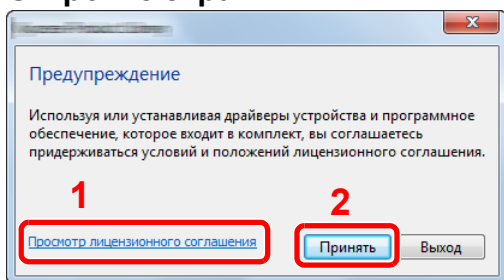 Предупреждение
Используя или устанавливая драйверы устройства и программное
обеспечение, которое входит в комплект, вы соглашаетесь
придерживаться условий и положений лицензионного соглашения.
1
2
Просмотр лицензионного соглашения
Принять
Выход